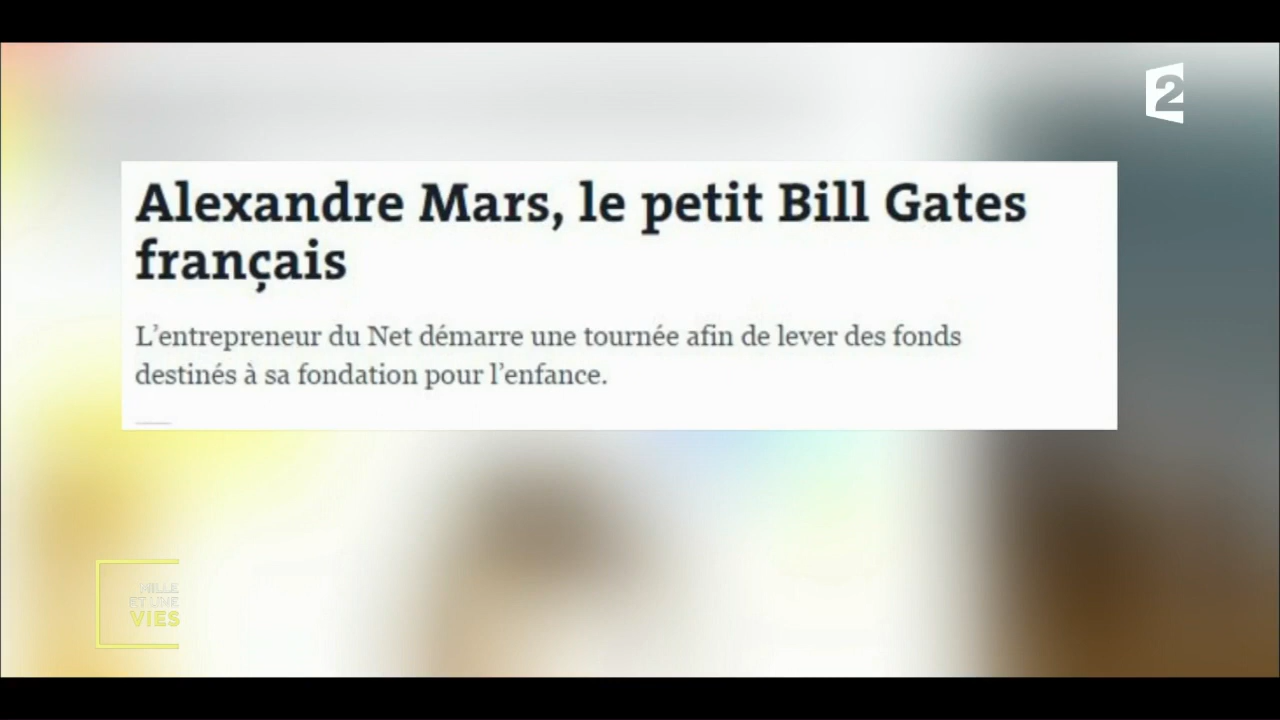 2
Alexandre Mars, le petit Bill Gates
français
L’entrepreneur du Net démarre une tournée afin de lever des fonds
destinés à sa fondation pour l’enfance.
MILLE
ET UNE
VIES